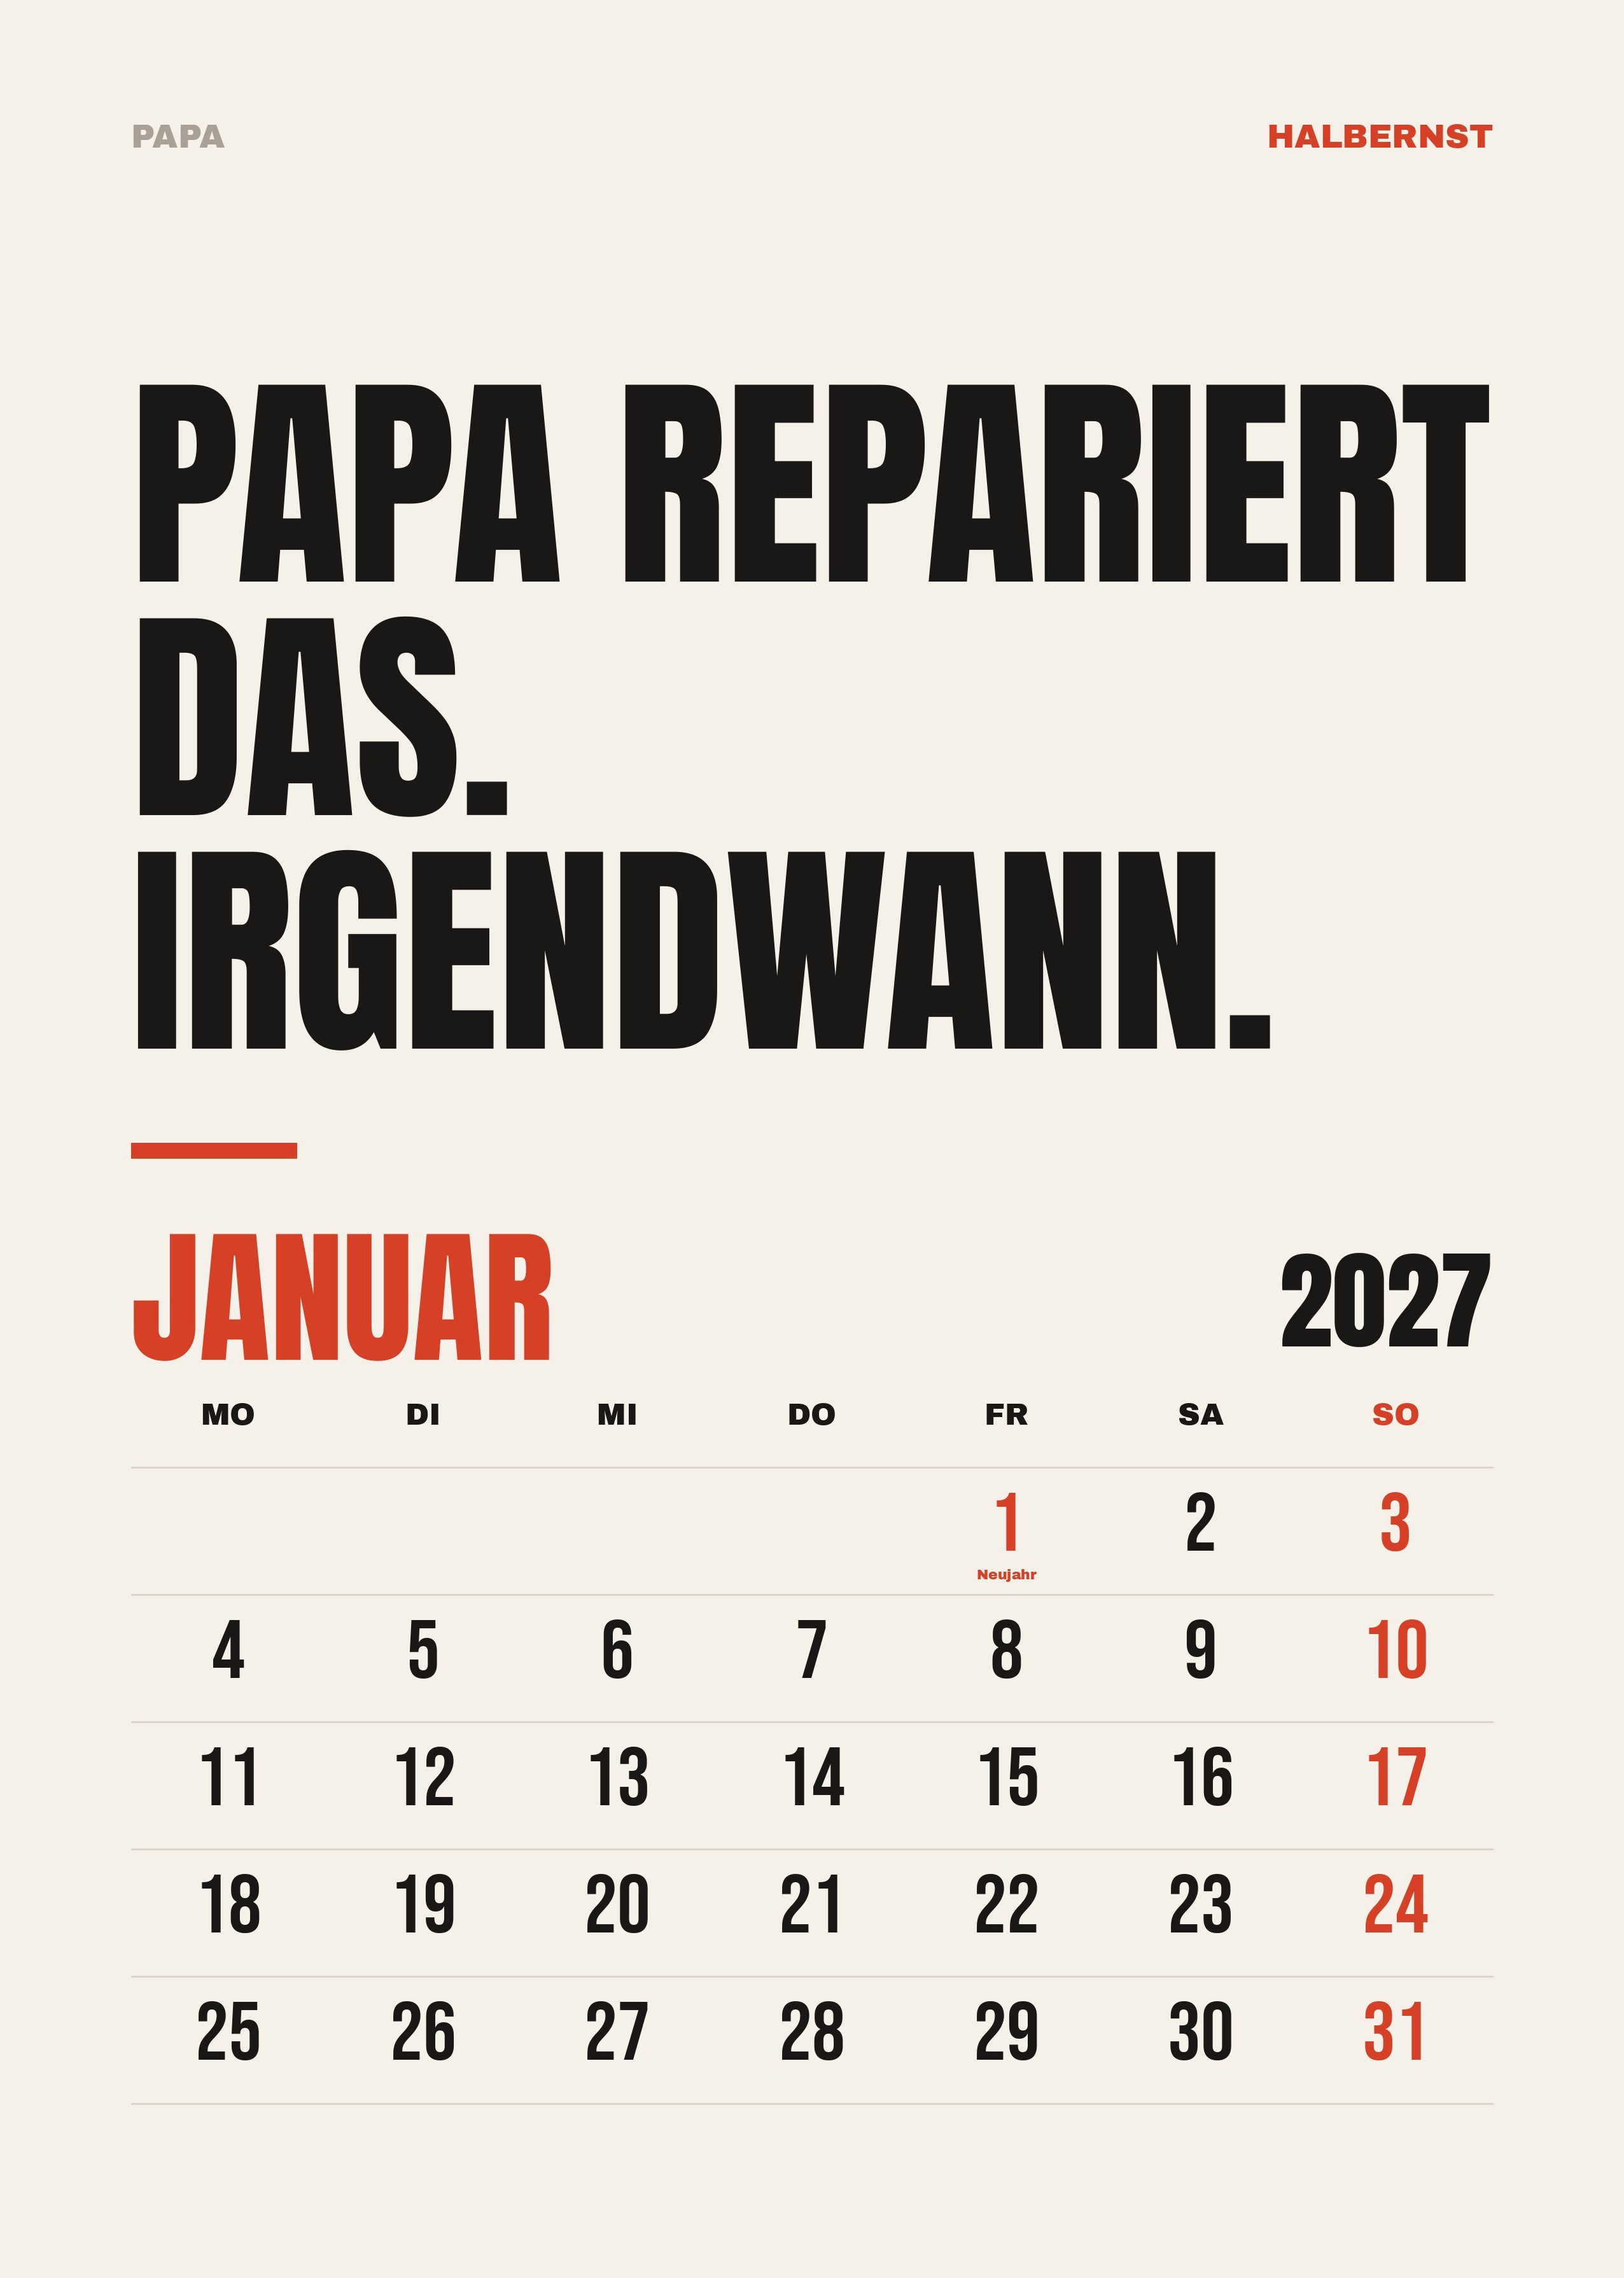 PAPA HALBERNST
PAPA REPARIERT
DAS.
IRGENDWANN.
JANUAR 2027
MO DI MI DO FR SA SO
1 2 3
Neujahr
4 5 6 7 8 9 10
11 12 13 14 15 16 17
18 19 20 21 22 23 24
25 26 27 28 29 30 31